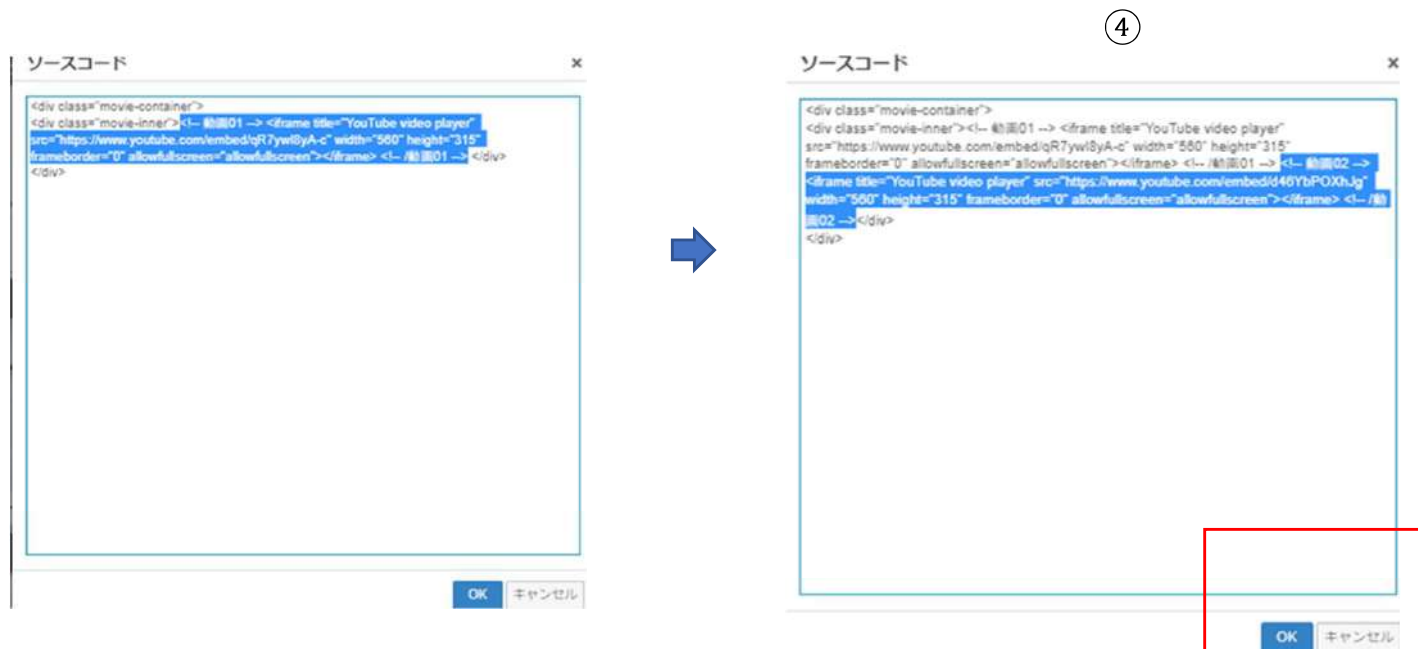 ④
ソースコード
×
<div class="movie-container">
<div class="movie-inner"><!-- 動画01 --> <iframe title="YouTube video player"
src="https://www.youtube.com/embed/qR7ywl8yA-c" width="560" height="315"
frameborder="0" allowfullscreen="allowfullscreen"></iframe> <!-- /動画01 --> </div>
</div>
OK
キャンセル
ソースコード
×
<div class="movie-container">
<div class="movie-inner"><!-- 動画01 --> <iframe title="YouTube video player"
src="https://www.youtube.com/embed/qR7ywl8yA-c" width="560" height="315"
frameborder="0" allowfullscreen="allowfullscreen"></iframe> <!-- /動画01 --> <!-- 動画02 -->
<iframe title="YouTube video player" src="https://www.youtube.com/embed/d46YbPOXhJg"
width="560" height="315" frameborder="0" allowfullscreen="allowfullscreen"></iframe> <!-- /動
画02 --></div>
</div>
OK
キャンセル